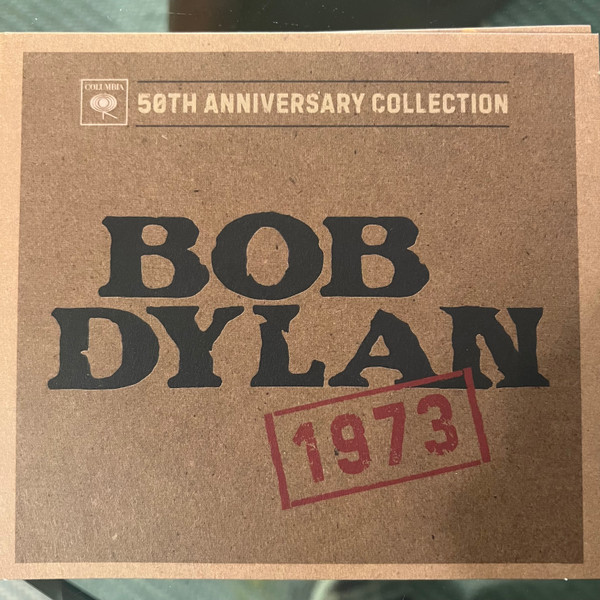 COLUMBIA
50TH ANNIVERSARY COLLECTION
BOB
DYLAN
1973